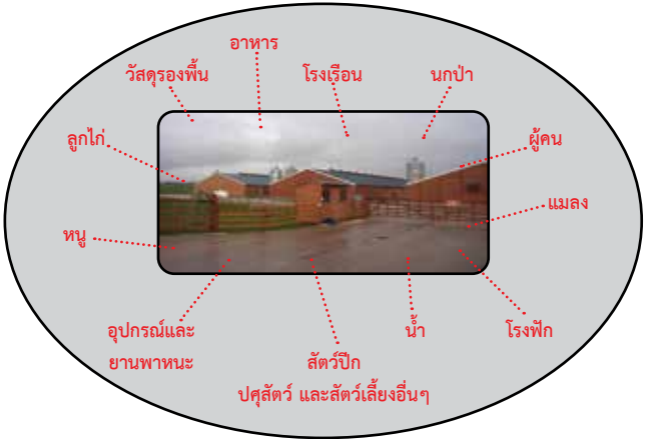 อาหาร
วัสดุรองพื้น
โรงเรือน
นกป่า
ลูกไก่
ผู้คน
แมลง
หนู
อุปกรณ์และ
ยานพาหนะ
สัตว์ปีก
ปศุสัตว์ และสัตว์เลี้ยงอื่นๆ
น้ำ
โรงฟัก